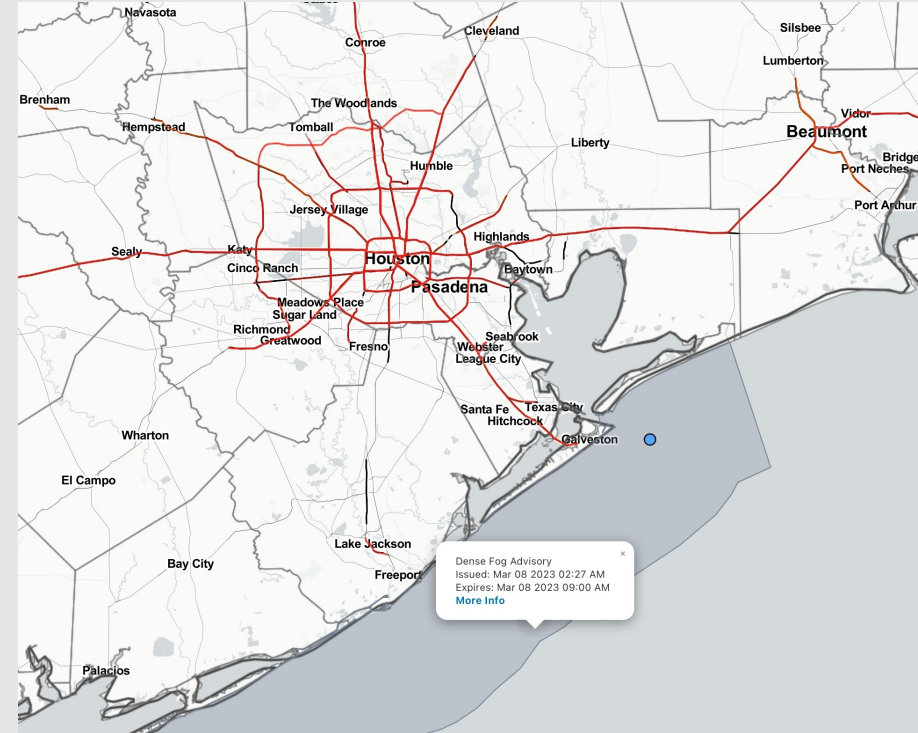 Navasota
Cleveland
Silsbee
Conroe
Lumberton
Brenham
The Woodlands
Vidor
Hempstead
Tomball
Beaumont
Liberty
Bridge
Humble
Port Neches
Port Arthur
Jersey Village
Highlands
Sealy
Katy
Houston
Cinco Ranch
Baytown
Pasadena
Meadows Place
Sugar Land
Richmond
Greatwood
Seabrook
Fresno
Webster
League City
Santa Fe
Texas City
Hitchcock
Wharton
Galveston
El Campo
Lake Jackson
×
Dense Fog Advisory
Bay City
Issued: Mar 08 2023 02:27 AM
Freeport
Expires: Mar 08 2023 09:00 AM
More Info
Palacios